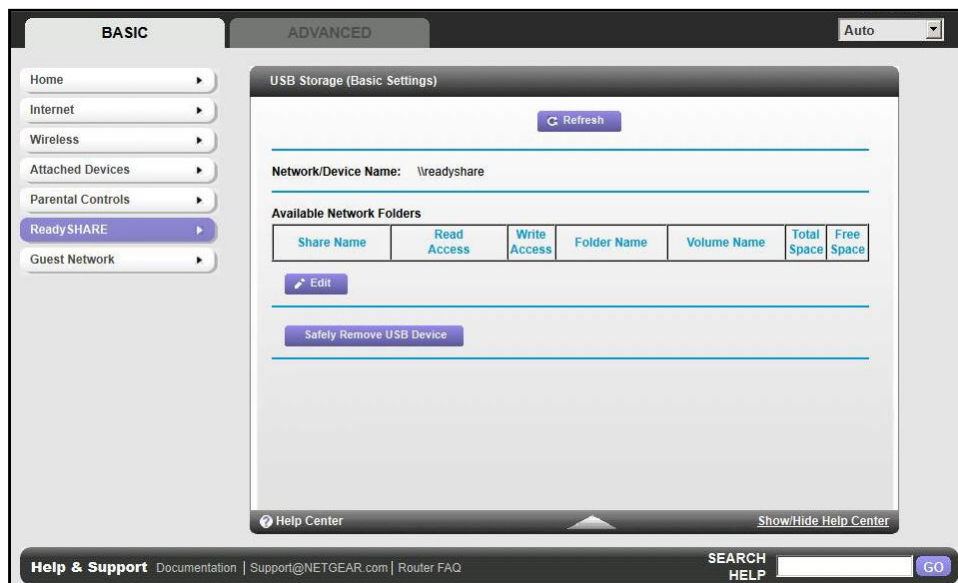 BASIC
ADVANCED
Auto
Home
Internet
Wireless
Attached Devices
Parental Controls
ReadySHARE
Guest Network
USB Storage (Basic Settings)
Refresh
Network/Device Name: \\readyshare
Available Network Folders
Share Name Read Access Write Access Folder Name Volume Name Total Space Free Space
Edit
Safely Remove USB Device
Help Center Show/Hide Help Center
Help & Support Documentation | Support@NETGEAR.com | Router FAQ
SEARCH HELP GO